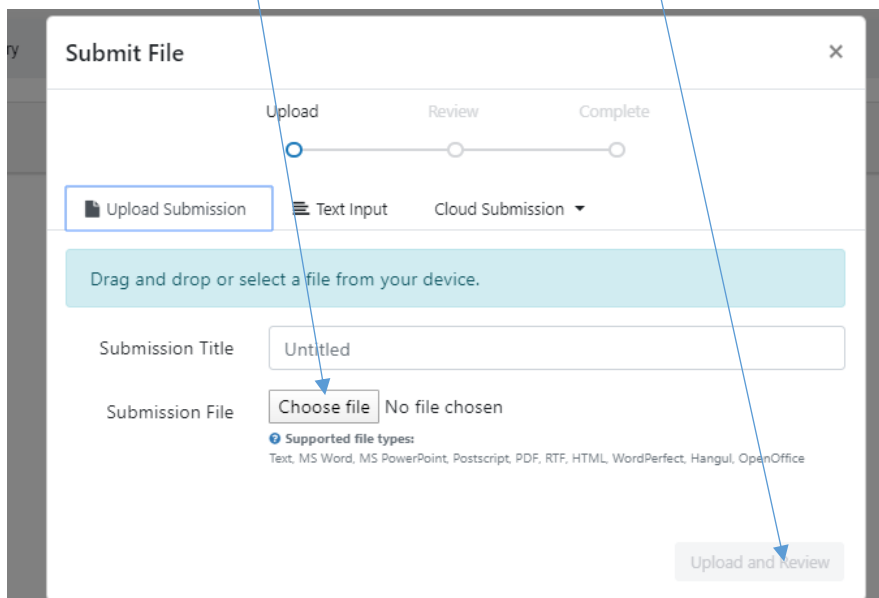 ry
Submit File ×
Upload Review Complete
Upload Submission Text Input Cloud Submission
Drag and drop or select a file from your device.
Submission Title Untitled
Submission File Choose file No file chosen
Supported file types:
Text, MS Word, MS PowerPoint, Postscript, PDF, RTF, HTML, WordPerfect, Hangul, OpenOffice
Upload and Review